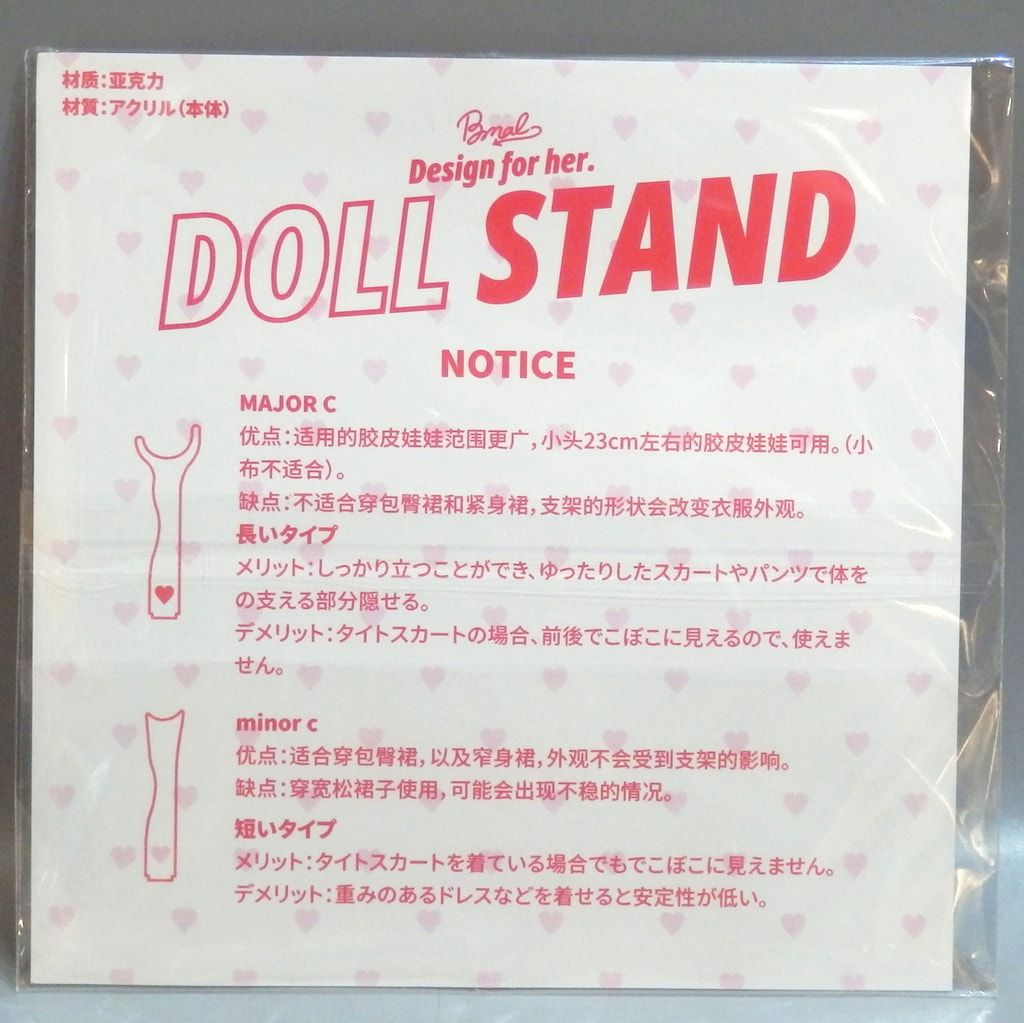 材质：亚克力
材質：アクリル（本体）
Bmal
Design for her.
DOLL STAND
NOTICE
MAJOR C
优点：适用的胶皮娃娃范围更广，小头23cm左右的胶皮娃娃可用。（小
布不适合）。
缺点：不适合穿包臀裙和紧身裙，支架的形状会改变衣服外观。
長いタイプ
メリット：しっかり立つことができ、ゆったりしたスカートやパンツで体を
の支える部分隠せる。
デメリット：タイトスカートの場合、前後でこぼこに見えるので、使えま
せん。
minor c
优点：适合穿包臀裙，以及窄身裙，外观不会受到支架的影响。
缺点：穿宽松裙子使用，可能会出现不稳的情况。
短いタイプ
メリット：タイトスカートを着ている場合でもでこぼこに見えません。
デメリット：重みのあるドレスなどを着せると安定性が低い。